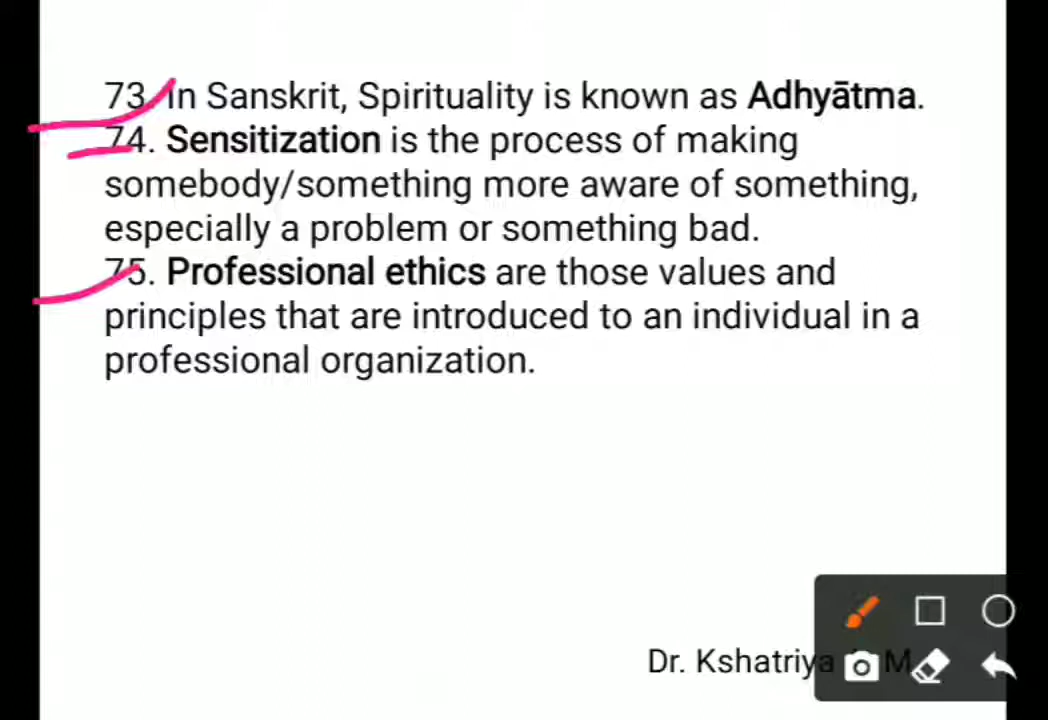 73. In Sanskrit, Spirituality is known as Adhyātma.
74. Sensitization is the process of making
somebody/something more aware of something,
especially a problem or something bad.
75. Professional ethics are those values and
principles that are introduced to an individual in a
professional organization.
Dr. Kshatriya M